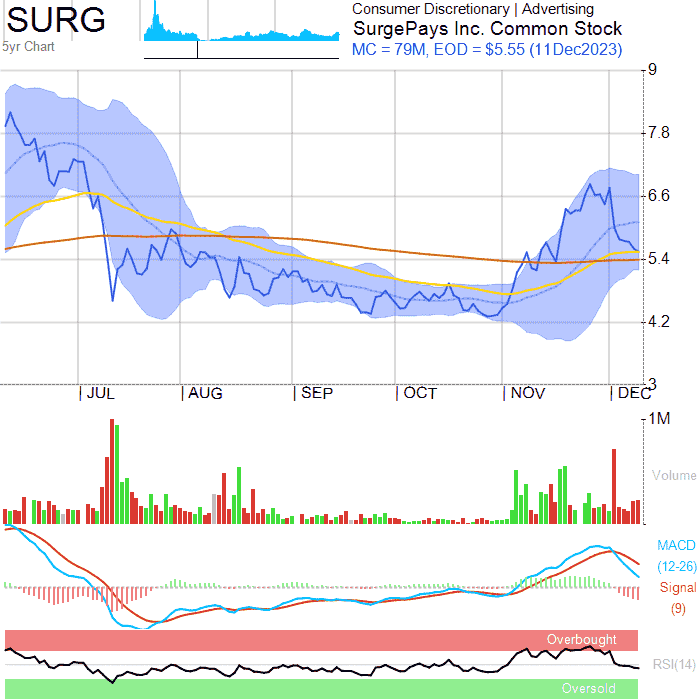 SURG
5yr Chart
Consumer Discretionary | Advertising
SurgePays Inc. Common Stock
MC = 79M, EOD = $5.55 (11Dec2023)
9
7.8
6.6
5.4
4.2
3
| JUL | AUG | SEP | OCT | NOV | DEC
1M
Volume
MACD
(12-26)
Signal
(9)
Overbought
RSI(14)
Oversold